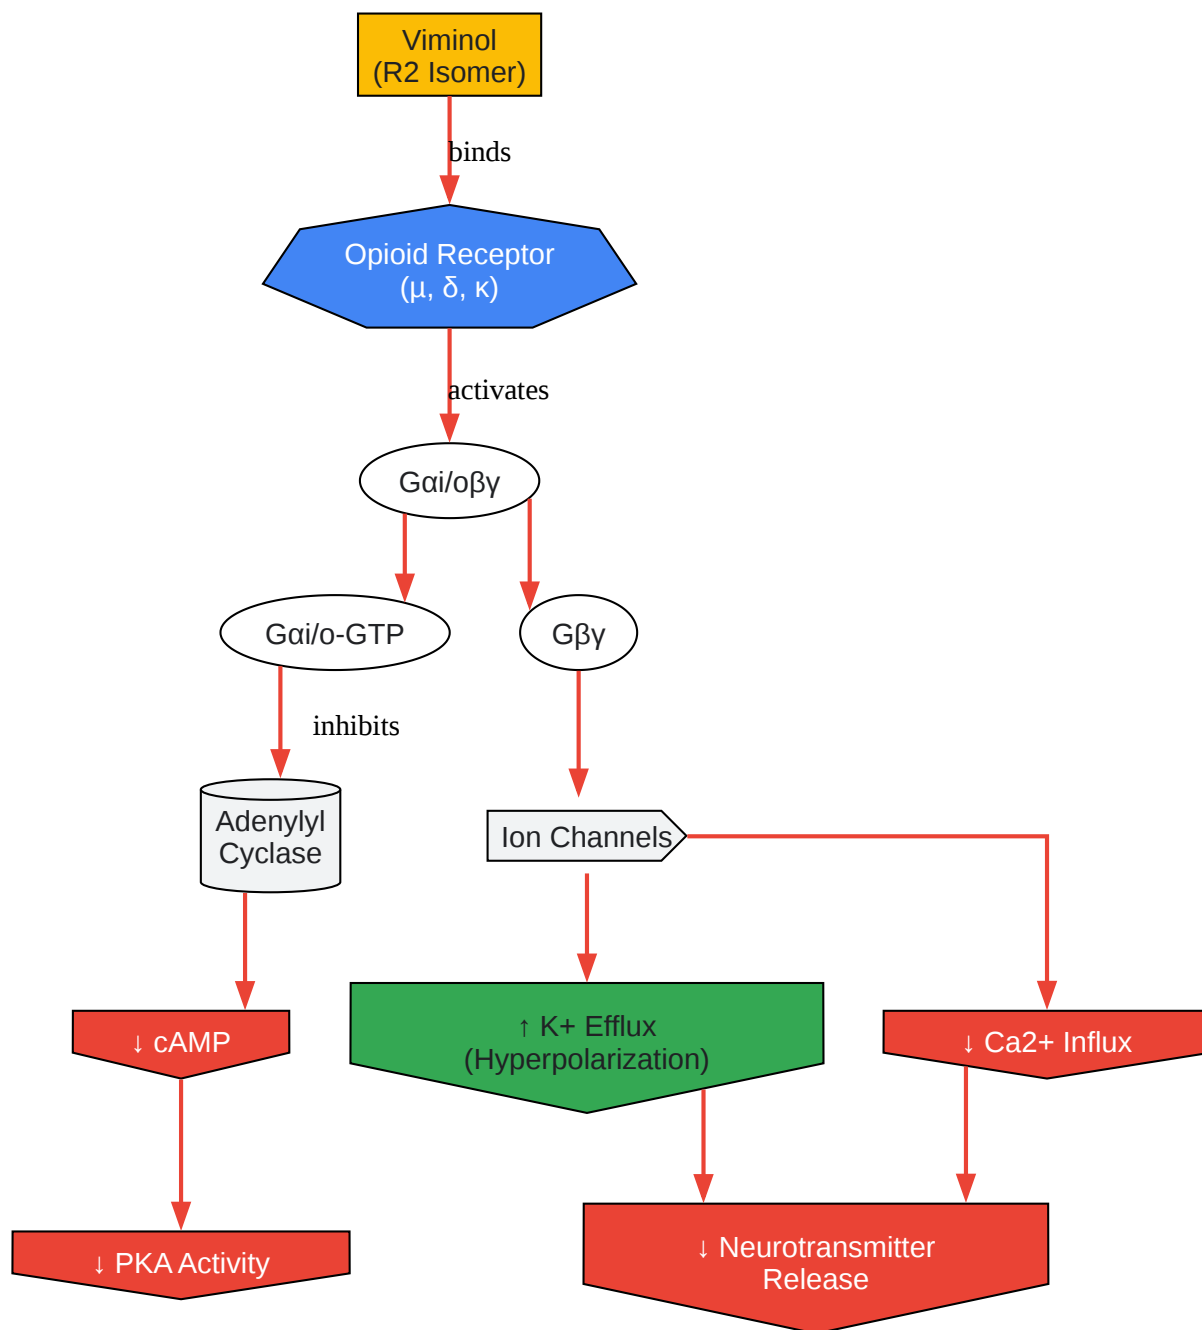 Viminol
(R2 Isomer)
binds
Opioid Receptor
(μ, δ, κ)
activates
Gαi/oβγ
Gαi/o-GTP
Gβγ
inhibits
Adenylyl
Cyclase
Ion Channels
↓ cAMP
↑ K+ Efflux
(Hyperpolarization)
↓ Ca2+ Influx
↓ PKA Activity
↓ Neurotransmitter
Release